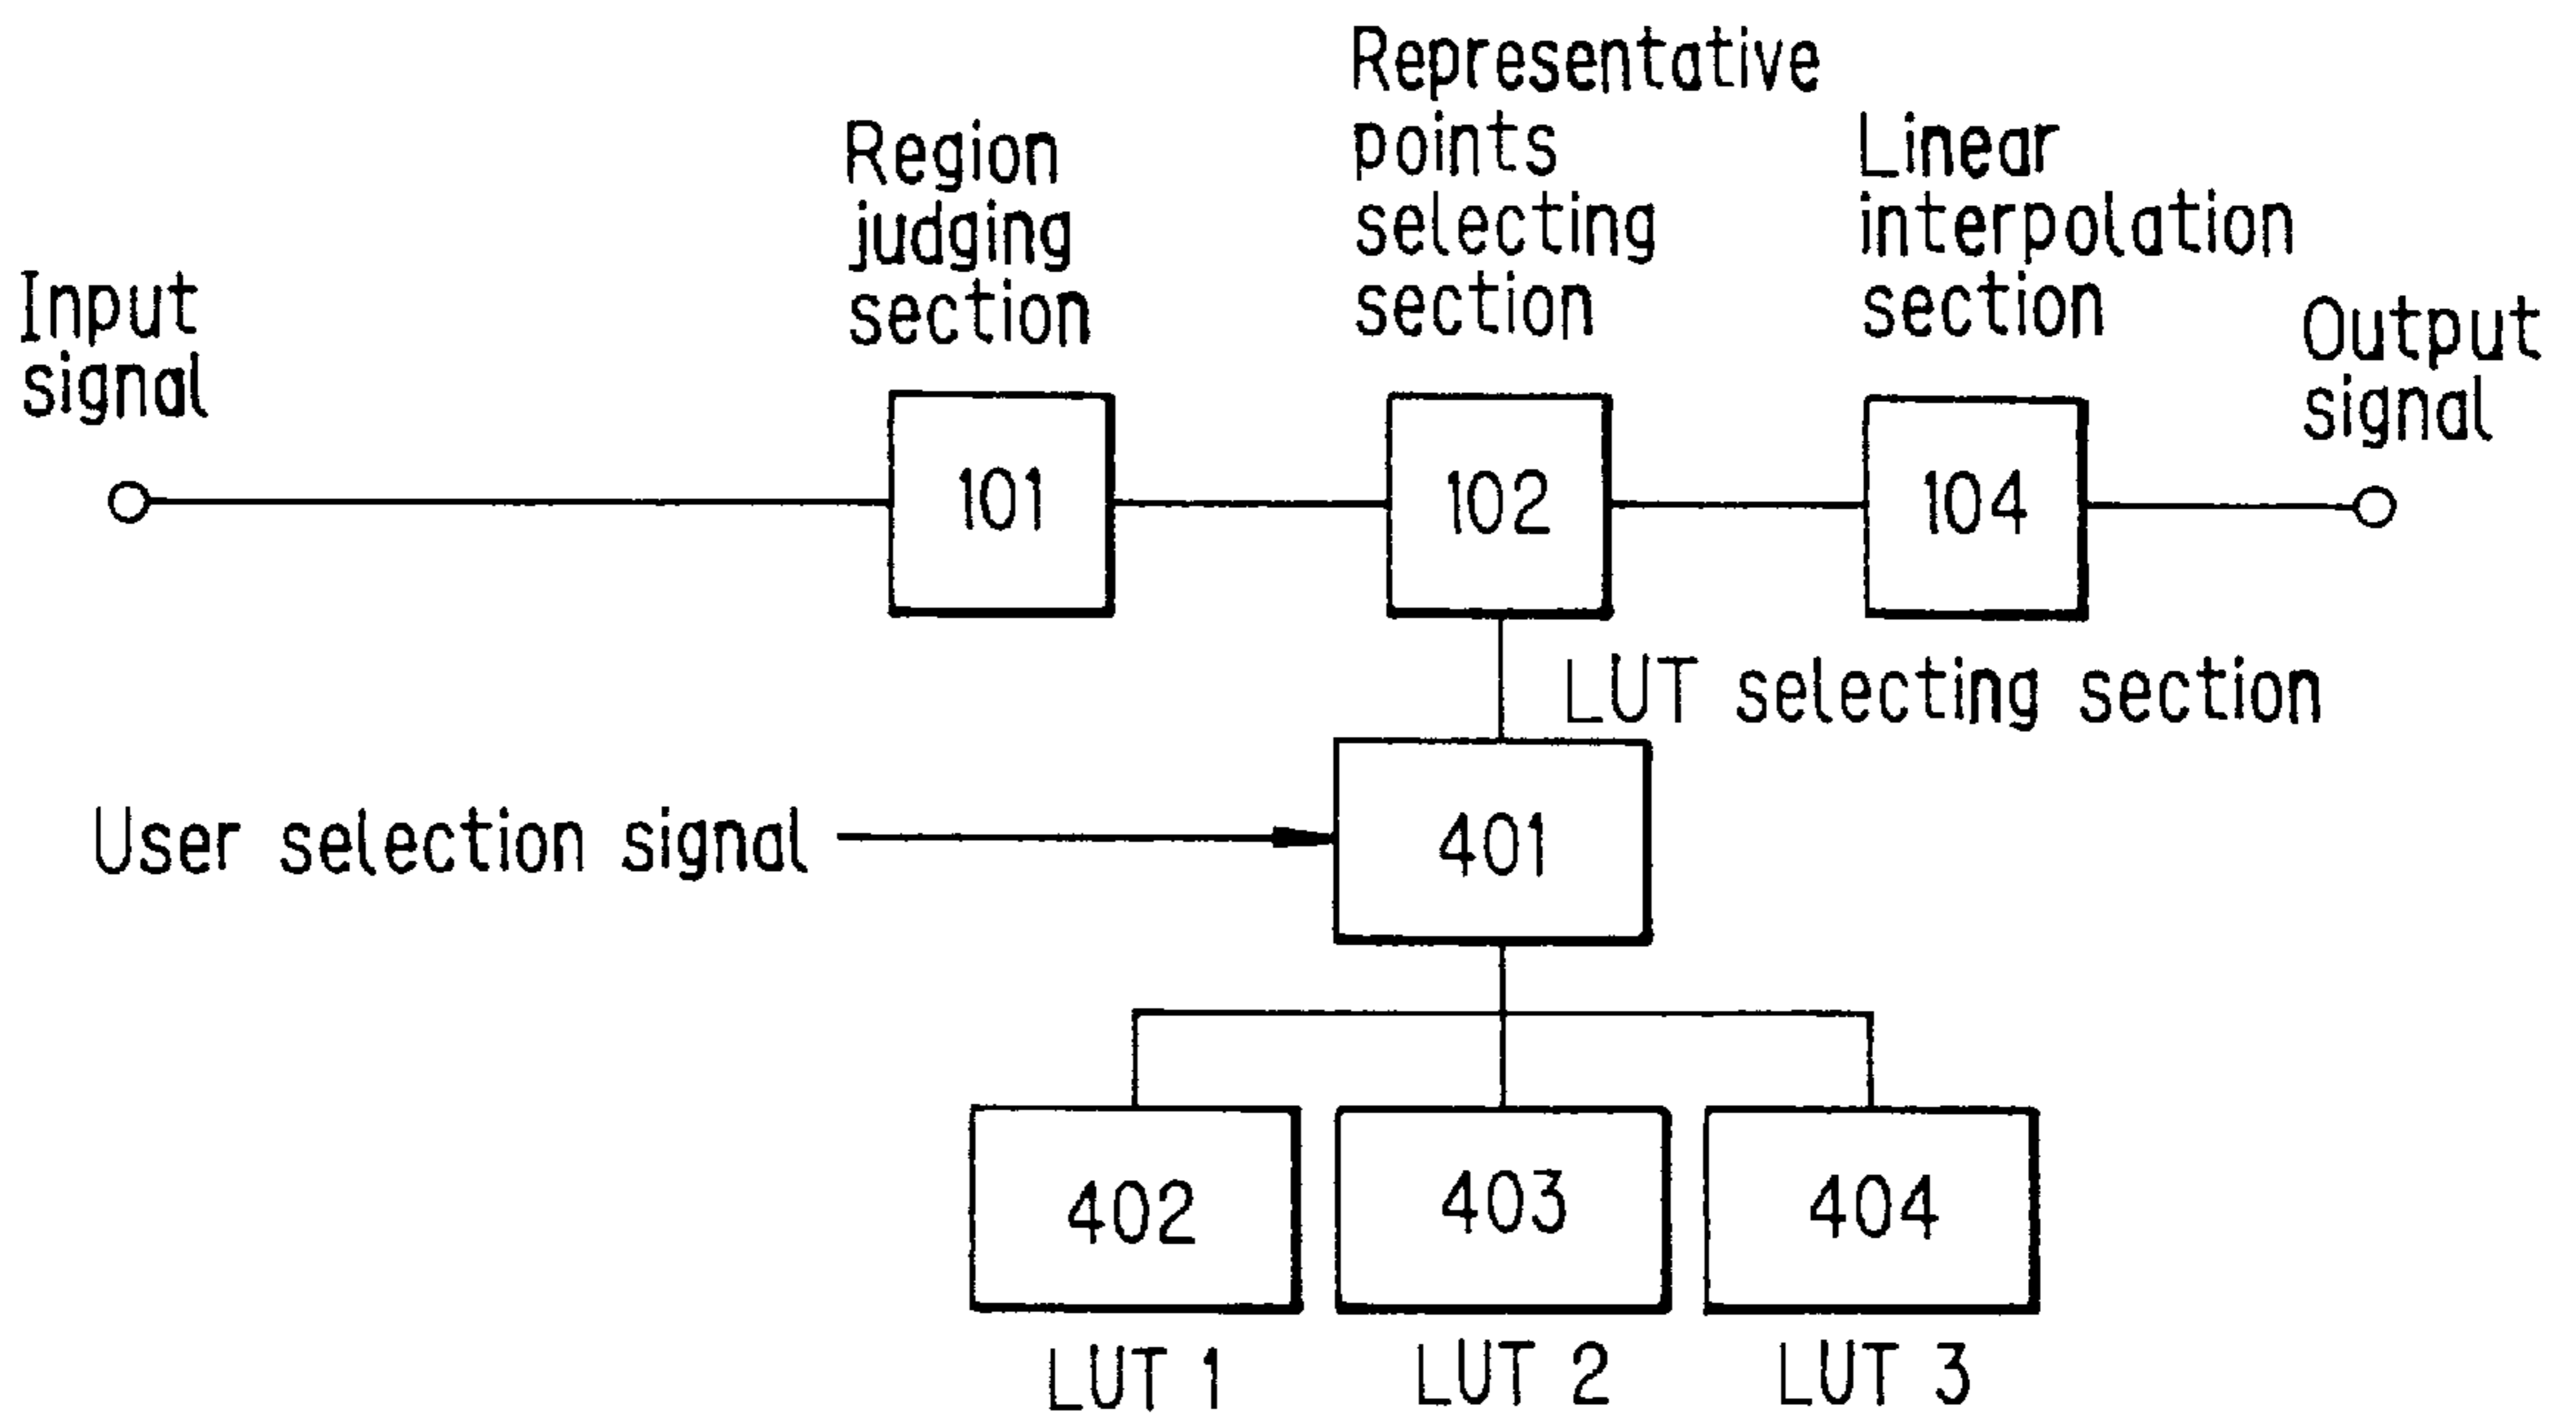 Input
signal
Region
judging
section
Representative
points
selecting
section
Linear
interpolation
section
Output
signal
101
102
104
LUT selecting section
User selection signal
401
402
403
404
LUT 1
LUT 2
LUT 3